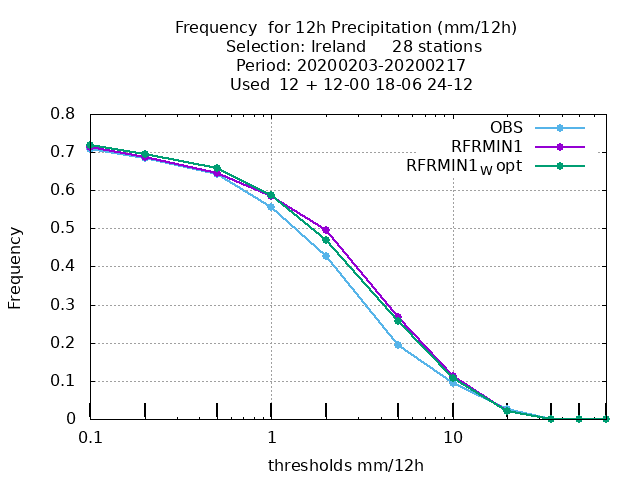 Frequency  for 12h Precipitation (mm/12h)
Selection: Ireland     28 stations
Period: 20200203-20200217
Used  12 + 12-00 18-06 24-12
OBS
RFRMIN1
RFRMIN1W opt
0.8
0.7
0.6
0.5
0.4
0.3
0.2
0.1
0
Frequency
0.1
1
10
thresholds mm/12h